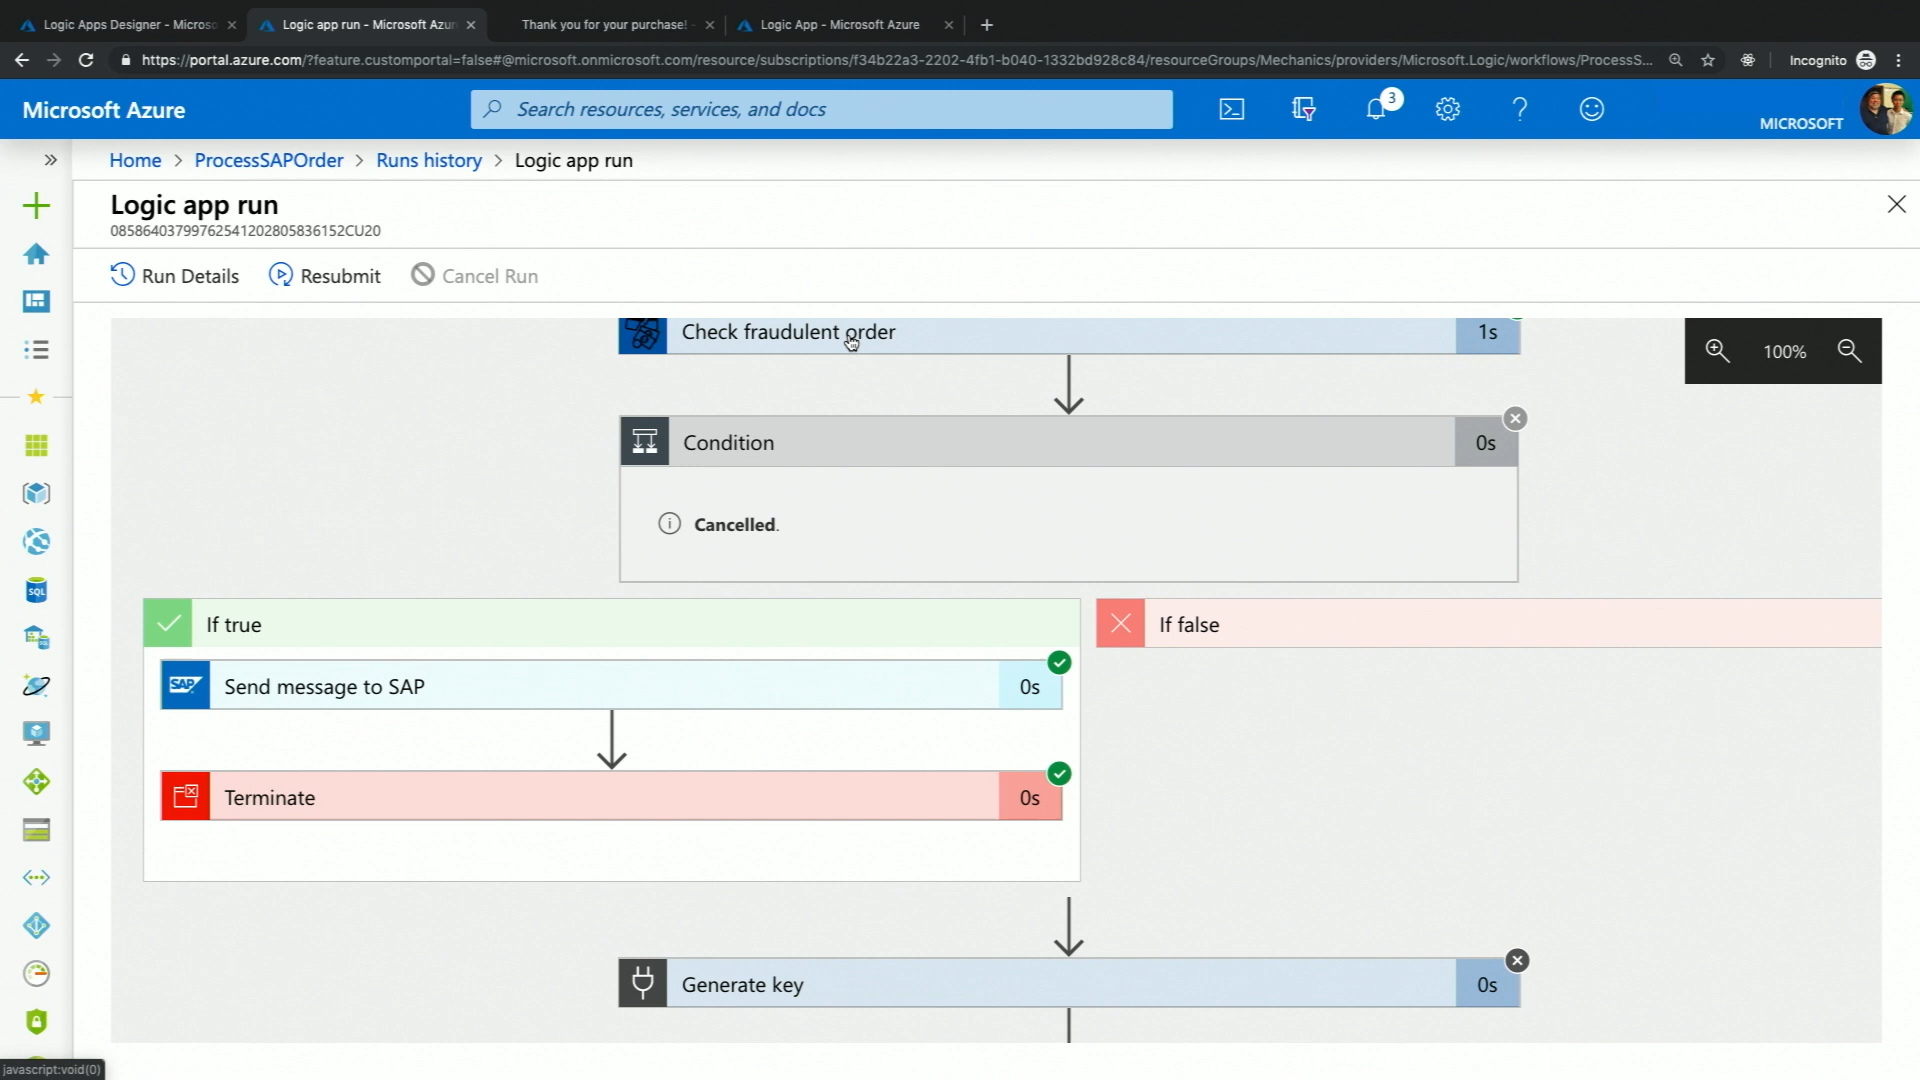 Logic Apps Designer - Microso
Logic app run - Microsoft Azur
Thank you for your purchase! -
Logic App - Microsoft Azure
https://portal.azure.com/?feature.customportal=false#@microsoft.onmicrosoft.com/resource/subscriptions/f34b22a3-2202-4fb1-b040-1332bd928c84/resourceGroups/Mechanics/providers/Microsoft.Logic/workflows/ProcessS...
Incognito
Microsoft Azure
Search resources, services, and docs
3
MICROSOFT
Home > ProcessSAPOrder > Runs history > Logic app run
Logic app run
08586403799762541202805836152CU20
Run Details
Resubmit
Cancel Run
Check fraudulent order
1s
100%
Condition
0s
Cancelled.
If true
If false
SAP
Send message to SAP
0s
Terminate
0s
Generate key
0s
SQL
javascript:void(0)